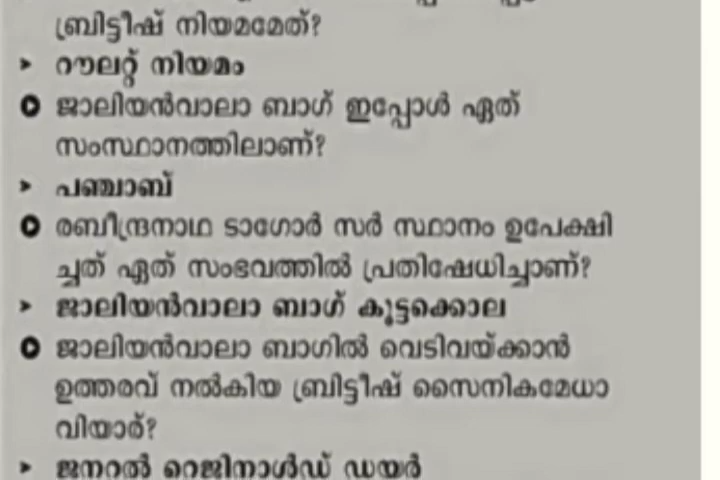 ബ്രിട്ടീഷ് നിയമമേത്?
➤ റൗലറ്റ് നിയമം
ജാലിയൻവാലാ ബാഗ് ഇപ്പോൾ ഏത്
സംസ്ഥാനത്തിലാണ്?
➤ പഞ്ചാബ്
രബീന്ദ്രനാഥ ടാഗോർ സർ സ്ഥാനം ഉപേക്ഷി
ച്ചത് ഏത് സംഭവത്തിൽ പ്രതിഷേധിച്ചാണ്?
➤ ജാലിയൻവാലാ ബാഗ് കൂട്ടക്കൊല
ജാലിയൻവാലാ ബാഗിൽ വെടിവയ്ക്കാൻ
ഉത്തരവ് നൽകിയ ബ്രിട്ടീഷ് സൈനികമേധാ
വിയാര്?
➤ ജനറൽ റെജിനാൾഡ് ഡയർ